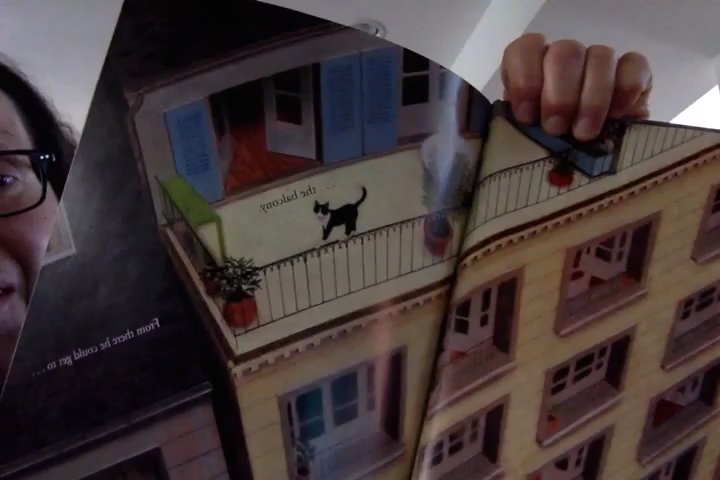 From there he could get to . . . .
. . . . the balcony